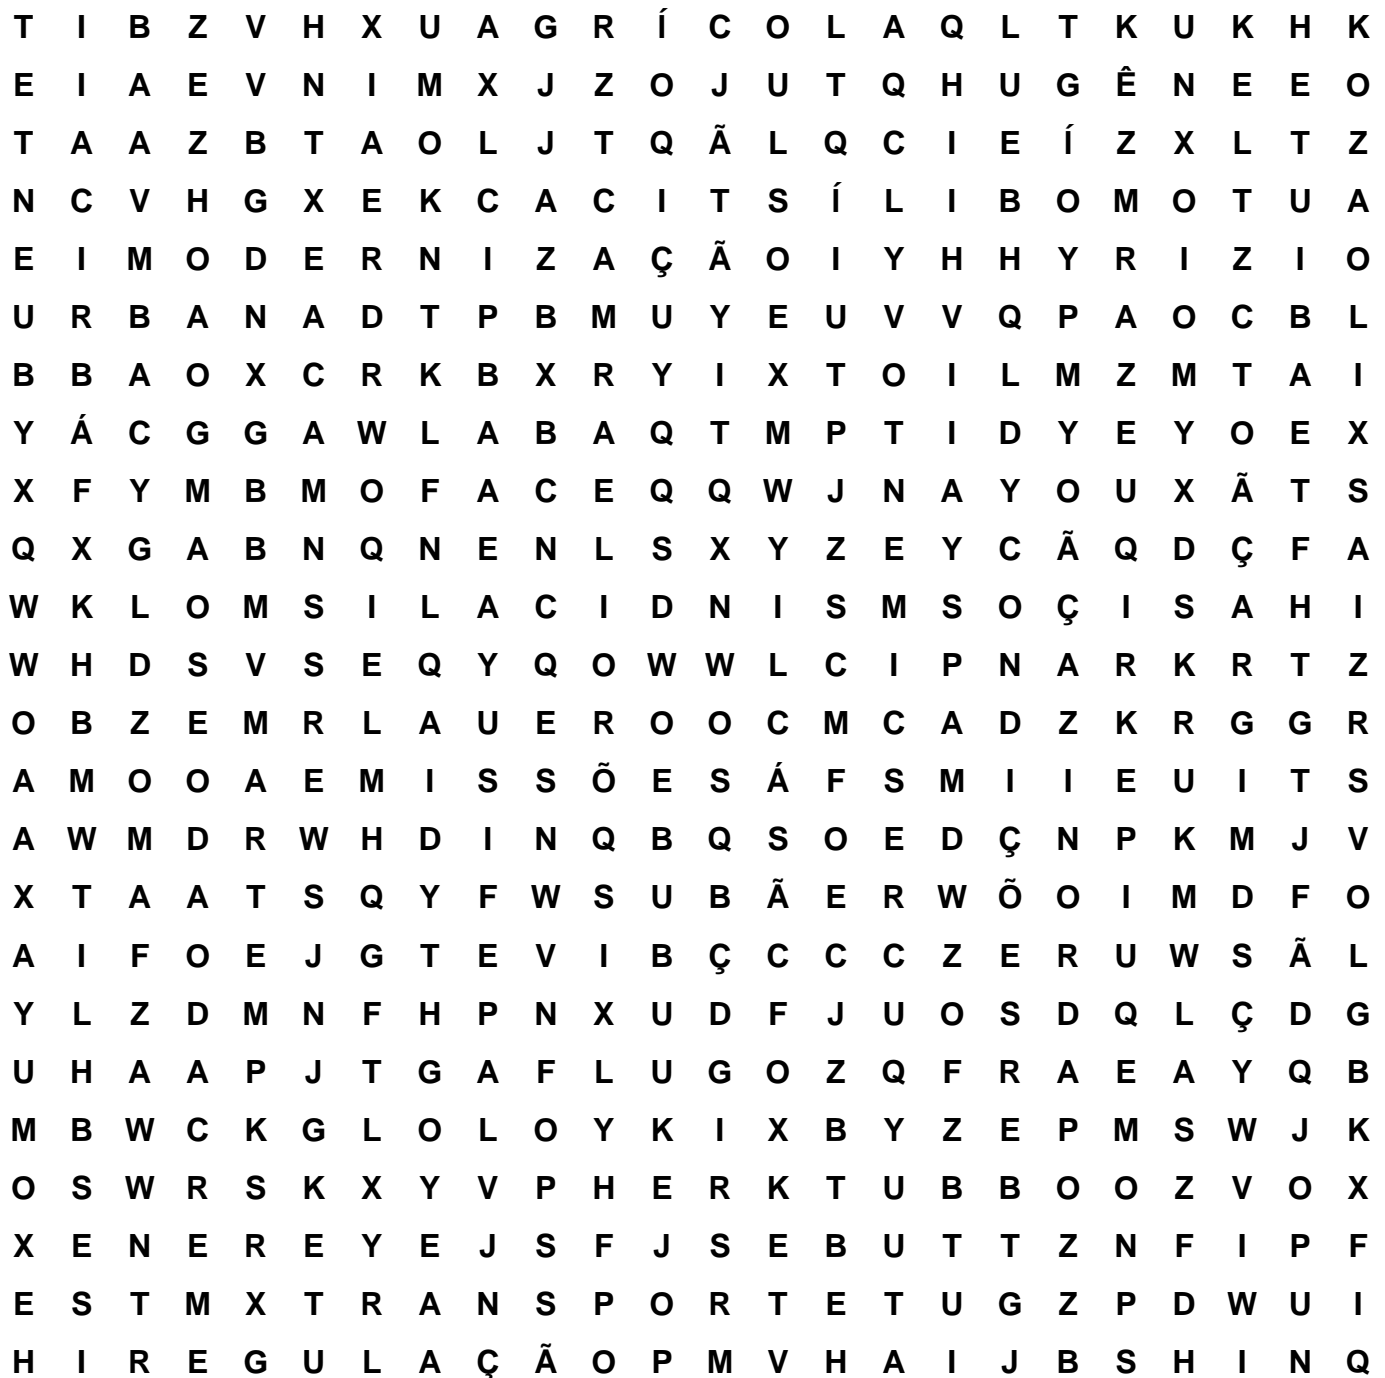 T I B Z V H X U A G R Í C O L A Q L T K U K H K
E I A E V N I M X J Z O J U T Q H U G Ê N E E O
T A A Z B T A O L J T Q Ã L Q C I E Í Z X L T Z
N C V H G X E K C A C I T S Í L I B O M O T U A
E I M O D E R N I Z A Ç Ã O I Y H H Y R I Z I O
U R B A N A D T P B M U Y E U V V Q P A O C B L
B B A O X C R K B X R Y I X T O I L M Z M T A I
Y Á C G G A W L A B A Q T M P T I D Y E Y O E X
X F Y M B M O F A C E Q Q W J N A Y O U X Ã T S
Q X G A B N Q N E N L S X Y Z E Y C Ã Q D Ç F A
W K L O M S I L A C I D N I S M S O Ç I S A H I
W H D S V S E Q Y Q O W W L C I P N A R K R T Z
O B Z E M R L A U E R O O C M C A D Z K R G G R
A M O O A E M I S S Õ E S Á F S M I I E U I T S
A W M D R W H D I N Q B Q S O E D Ç N P K M J V
X T A A T S Q Y F W S U B Ã E R W Õ O I M D F O
A I F O E J G T E V I B Ç C C C Z E R U W S Ã L
Y L Z D M N F H P N X U D F J U O S D Q L Ç D G
U H A A P J T G A F L U G O Z Q F R A E A Y Q B
M B W C K G L O L O Y K I X B Y Z E P M S W J K
O S W R S K X Y V P H E R K T U B B O O Z V O X
X E N E R E Y E J S F J S E B U T T Z N F I P F
E S T M X T R A N S P O R T E T U G Z P D W U I
H I R E G U L A Ç Ã O P M V H A I J B S H I N Q